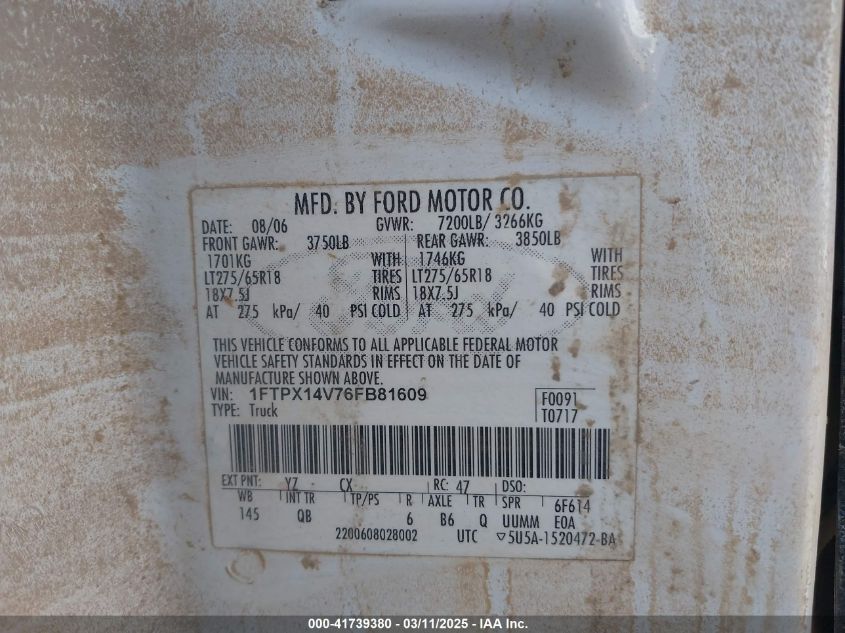 MFD. BY FORD MOTOR CO.
DATE: 08/06 GVWR: 7200LB/ 3266KG
FRONT GAWR: 3750LB REAR GAWR: 3850LB
1701KG WITH 1746KG WITH
LT275/65R18 TIRES LT275/65R18 TIRES
18X7.5J RIMS 18X7.5J RIMS
AT 275 kPa/ 40 PSI COLD AT 275 kPa/ 40 PSI COLD
THIS VEHICLE CONFORMS TO ALL APPLICABLE FEDERAL MOTOR
VEHICLE SAFETY STANDARDS IN EFFECT ON THE DATE OF
MANUFACTURE SHOWN ABOVE.
VIN: 1FTPX14V76FB81609 F0091
TYPE: Truck T0717
EXT PNT: YZ CX RC: 47 DSO:
WB INT TR TP/PS R AXLE TR SPR 6F614
145 QB 6 B6 Q UUMM EOA
2200608028002 UTC ▽5U5A-1520472-BA
000-41739380 - 03/11/2025 - IAA Inc.